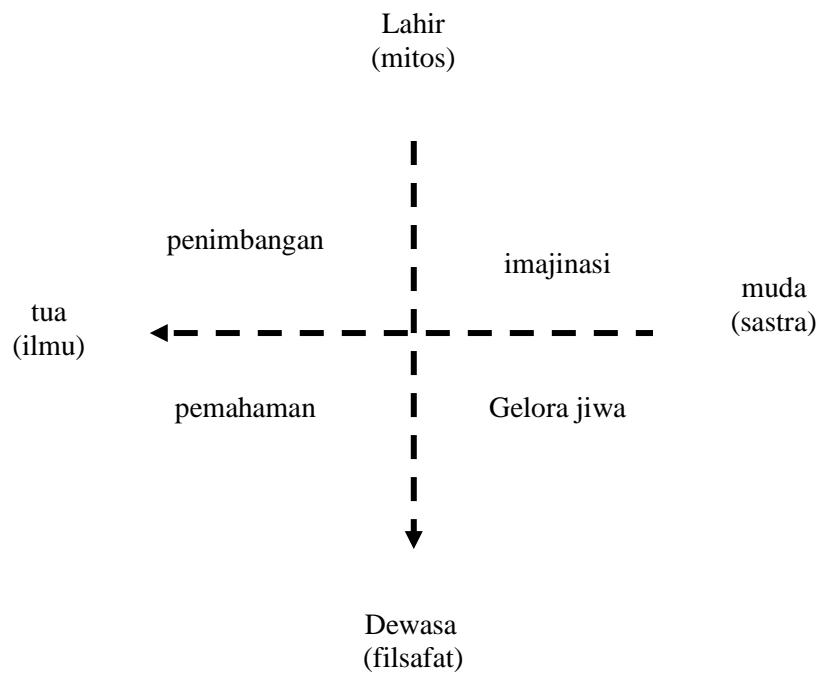 Lahir
(mitos)
penimbangan
imajinasi
muda
(sastra)
tua
(ilmu)
pemahaman
Gelora jiwa
Dewasa
(filsafat)